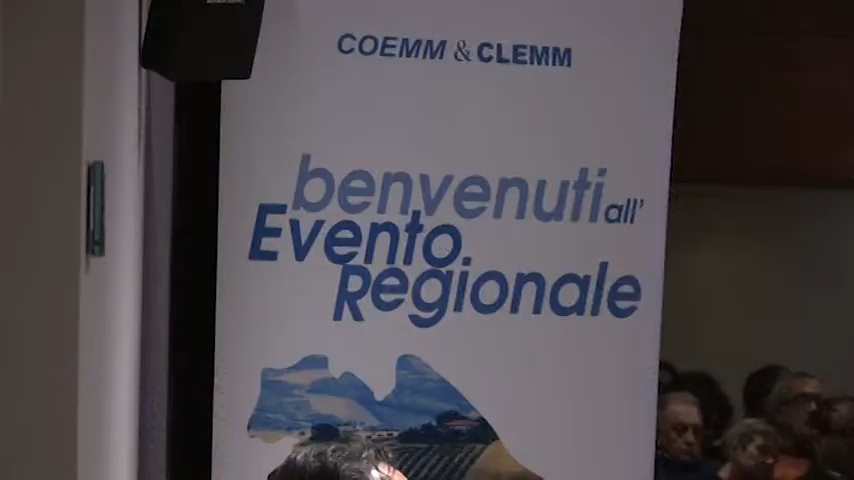 COEMM & CLEMM
benvenuti all'
Evento
Regionale